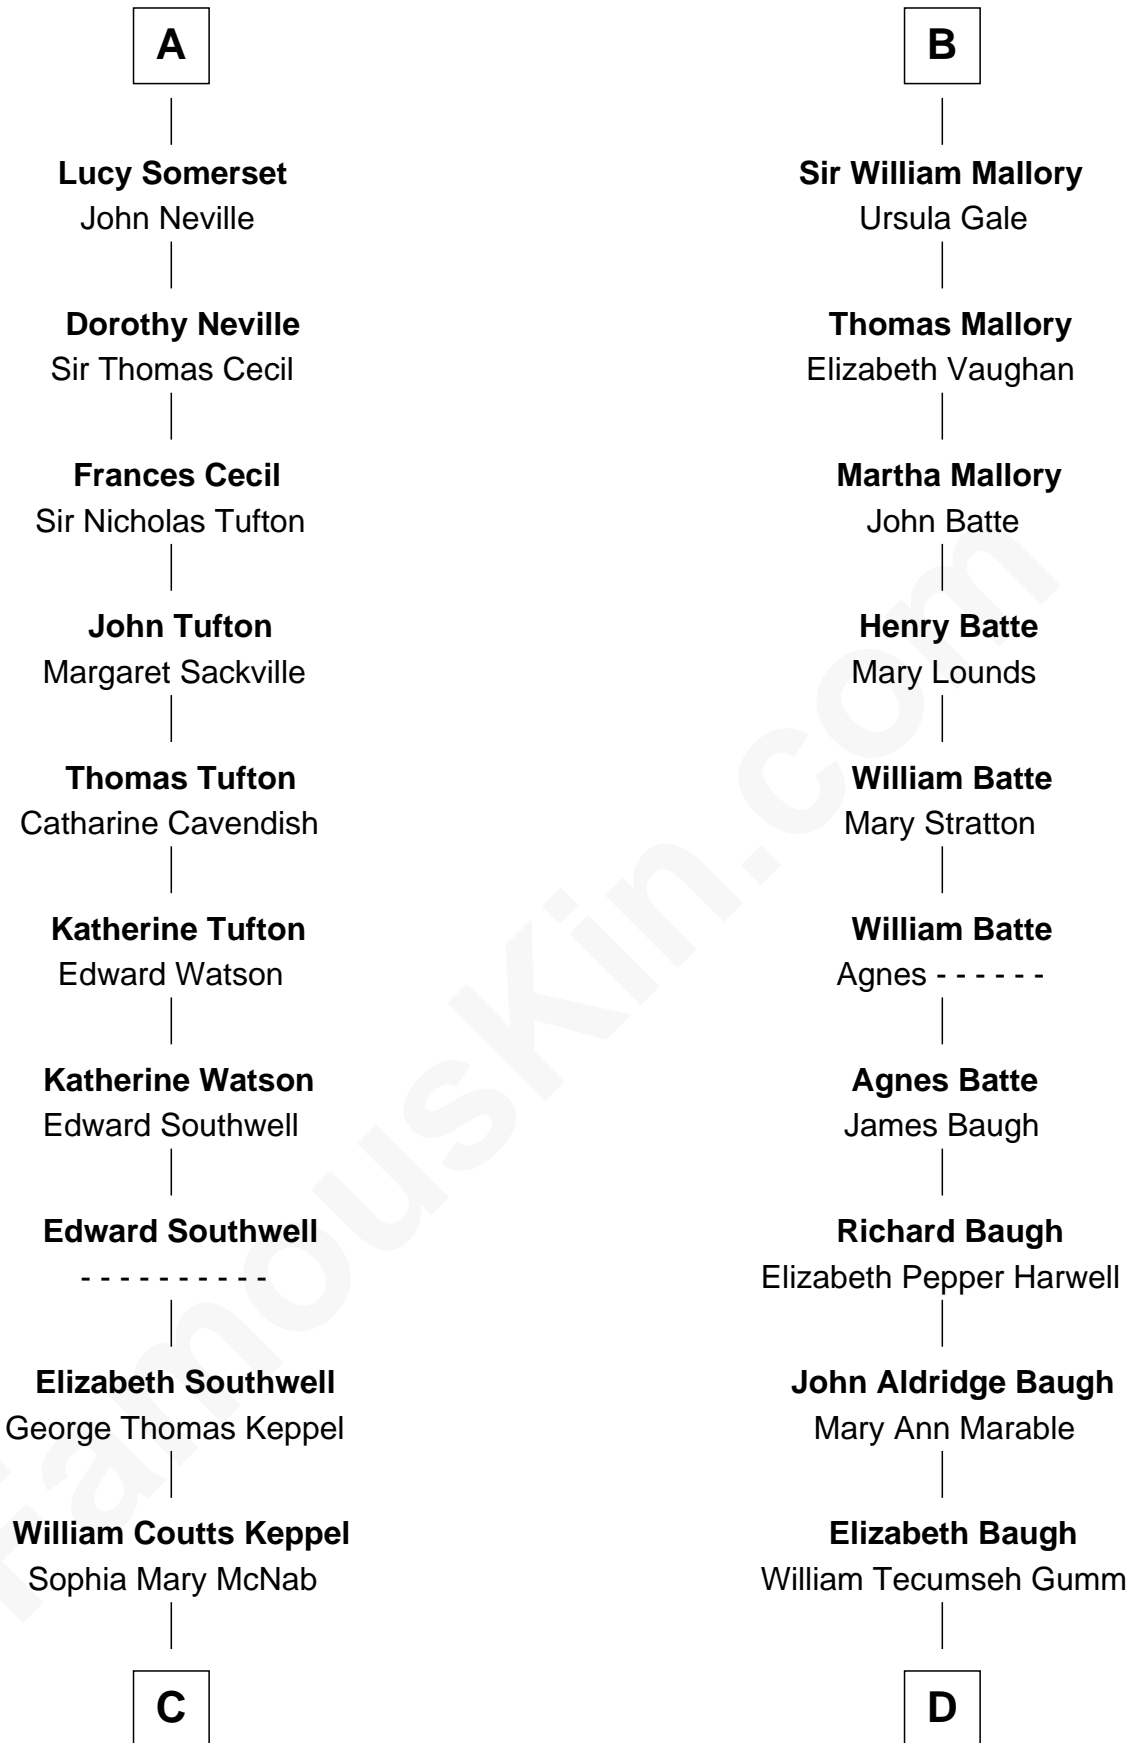 A
Lucy Somerset
John Neville
Dorothy Neville
Sir Thomas Cecil
Frances Cecil
Sir Nicholas Tufton
John Tufton
Margaret Sackville
Thomas Tufton
Catharine Cavendish
Katherine Tufton
Edward Watson
Katherine Watson
Edward Southwell
Edward Southwell
- - - - - - - - - -
Elizabeth Southwell
George Thomas Keppel
William Coutts Keppel
Sophia Mary McNab
C
B
Sir William Mallory
Ursula Gale
Thomas Mallory
Elizabeth Vaughan
Martha Mallory
John Batte
Henry Batte
Mary Lounds
William Batte
Mary Stratton
William Batte
Agnes - - - - - -
Agnes Batte
James Baugh
Richard Baugh
Elizabeth Pepper Harwell
John Aldridge Baugh
Mary Ann Marable
Elizabeth Baugh
William Tecumseh Gumm
D
FamousKin.com